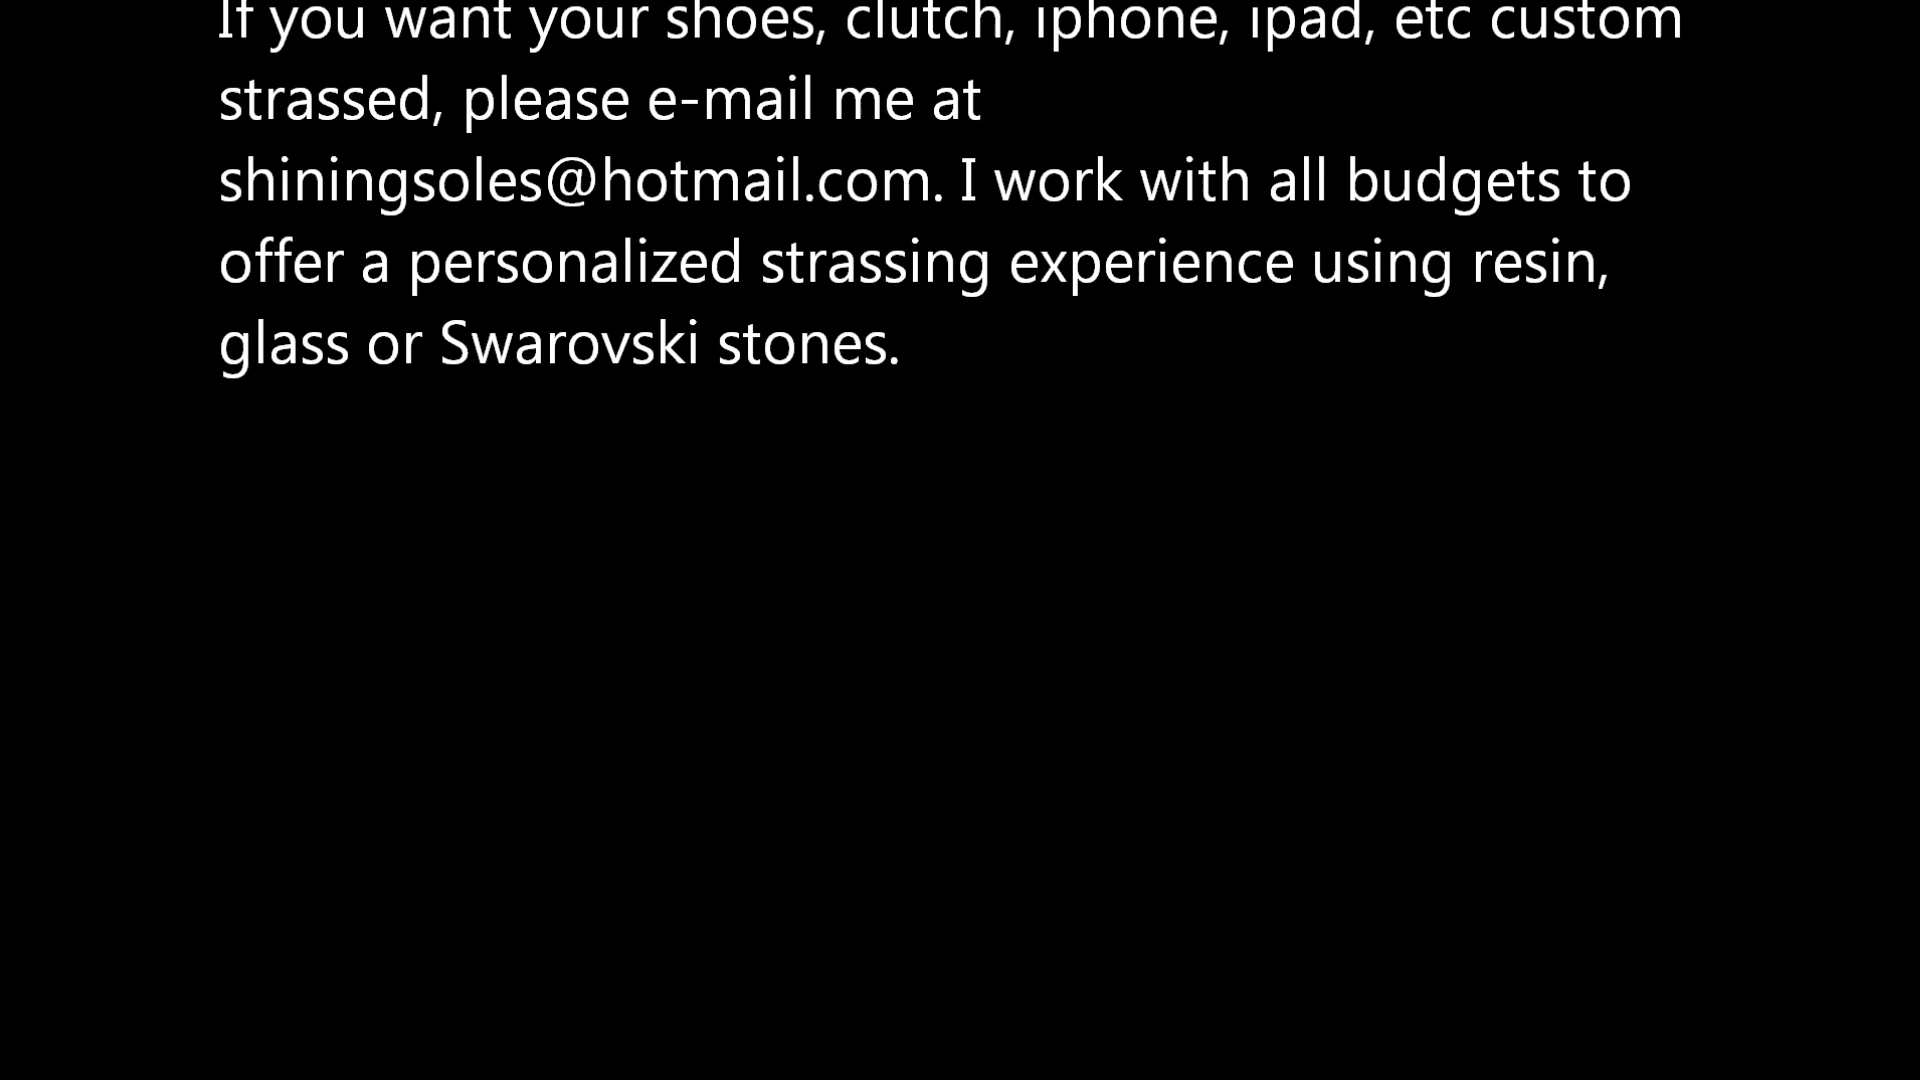 If you want your shoes, clutch, iphone, ipad, etc custom
strassed, please e-mail me at
shiningsoles@hotmail.com. I work with all budgets to
offer a personalized strassing experience using resin,
glass or Swarovski stones.